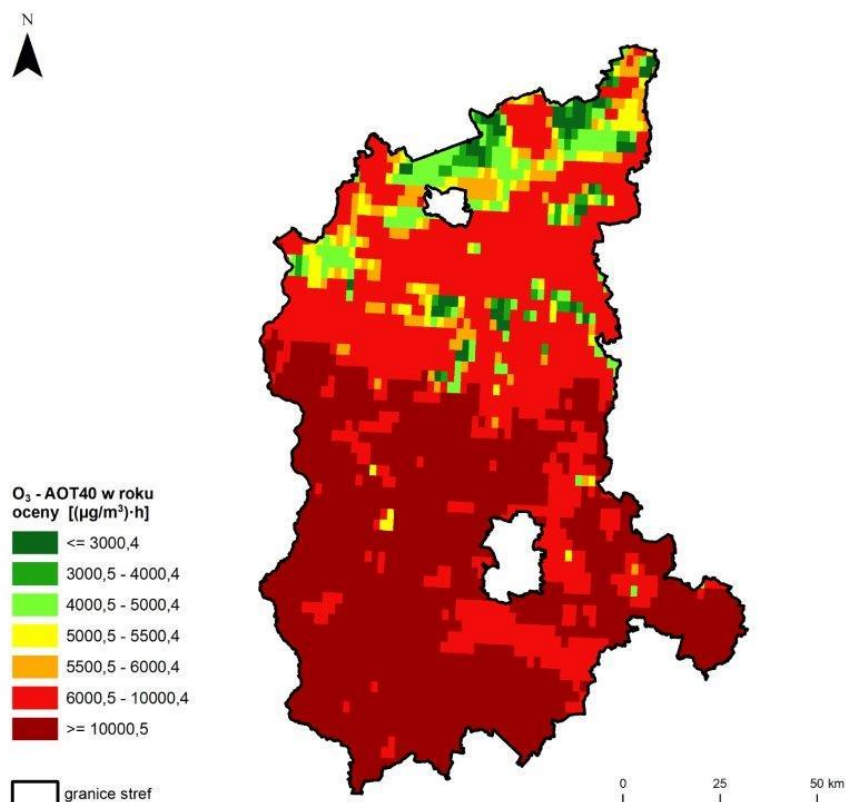 N
O₃ - AOT40 w roku
oceny [(µg/m³)·h]
<= 3000,4
3000,5 - 4000,4
4000,5 - 5000,4
5000,5 - 5500,4
5500,5 - 6000,4
6000,5 - 10000,4
>= 10000,5
granice stref
0 25 50 km